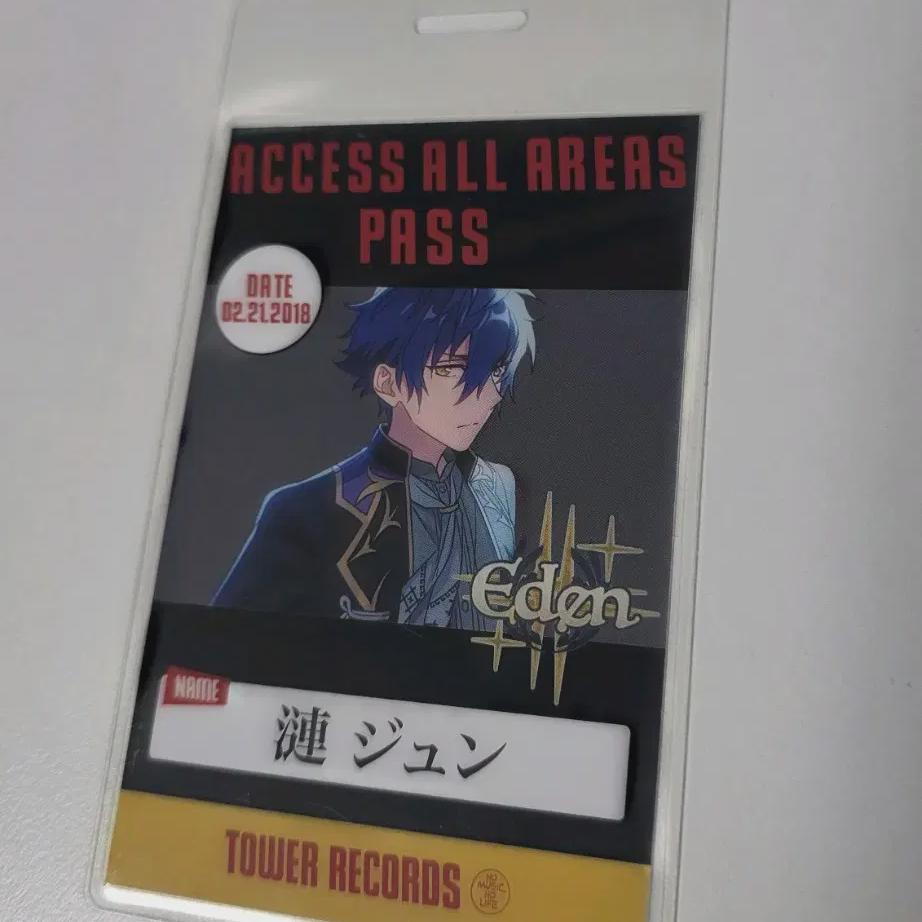 ACCESS ALL AREAS
PASS
DATE
02.21.2018
Eden
NAME
漣 ジュン
TOWER RECORDS
NO
MUSIC,
NO
LIFE.